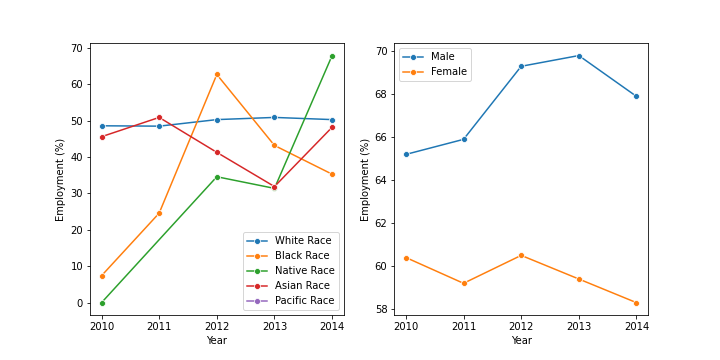 70
60
50
40
30
20
10
0
Employment (%)
2010 2011 2012 2013 2014
Year
White Race
Black Race
Native Race
Asian Race
Pacific Race
70
68
66
64
62
60
58
Employment (%)
2010 2011 2012 2013 2014
Year
Male
Female